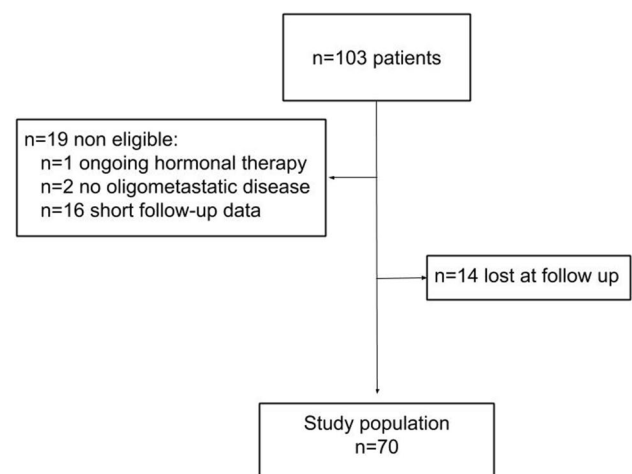 n=103 patients
n=19 non eligible:
n=1 ongoing hormonal therapy
n=2 no oligometastatic disease
n=16 short follow-up data
n=14 lost at follow up
Study population
n=70